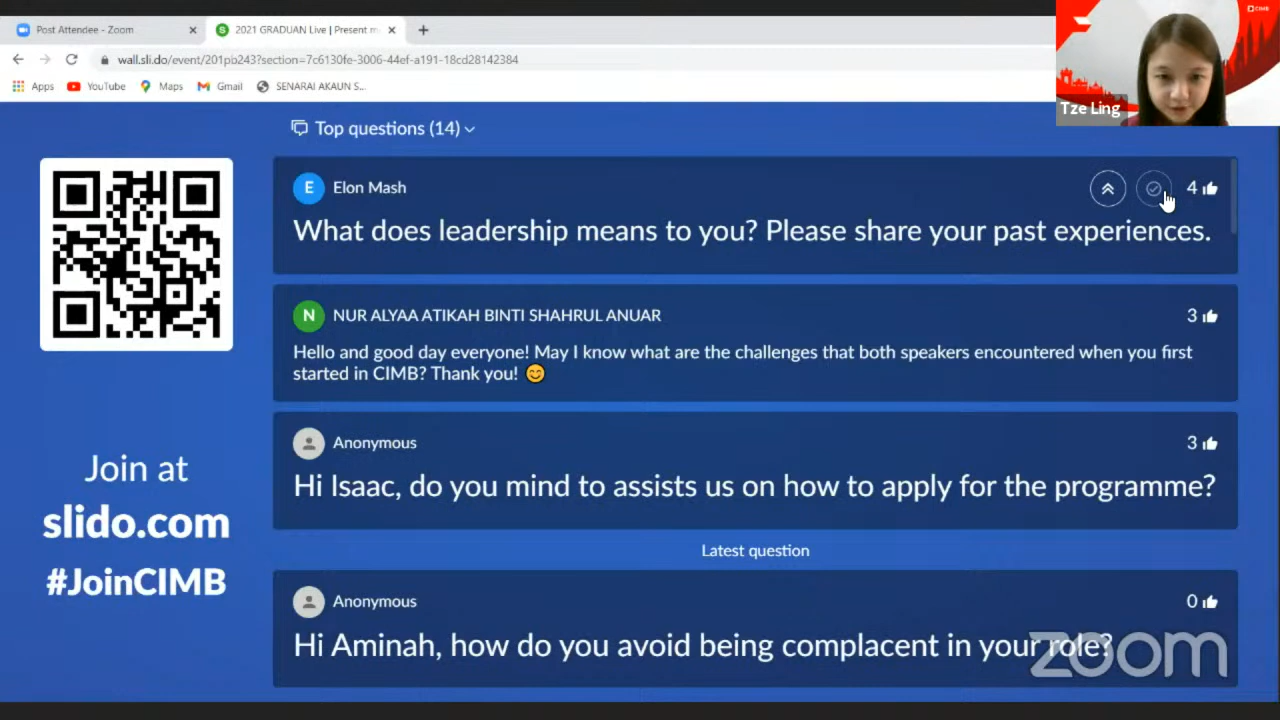 Post Attendee - Zoom
2021 GRADUAN Live | Present m
wall.sli.do/event/201pb243?section=7c6130fe-3006-44ef-a191-18cd28142384
Apps YouTube Maps Gmail SENARAI AKAUN S...
CIMB
Tze Ling
Top questions (14)
E Elon Mash 4
What does leadership means to you? Please share your past experiences.
N NUR ALYAA ATIKAH BINTI SHAHRUL ANUAR 3
Hello and good day everyone! May I know what are the challenges that both speakers encountered when you first
started in CIMB? Thank you! 😊
Anonymous 3
Hi Isaac, do you mind to assists us on how to apply for the programme?
Latest question
Anonymous 0
Hi Aminah, how do you avoid being complacent in your role?
Join at
slido.com
#JoinCIMB
zoom